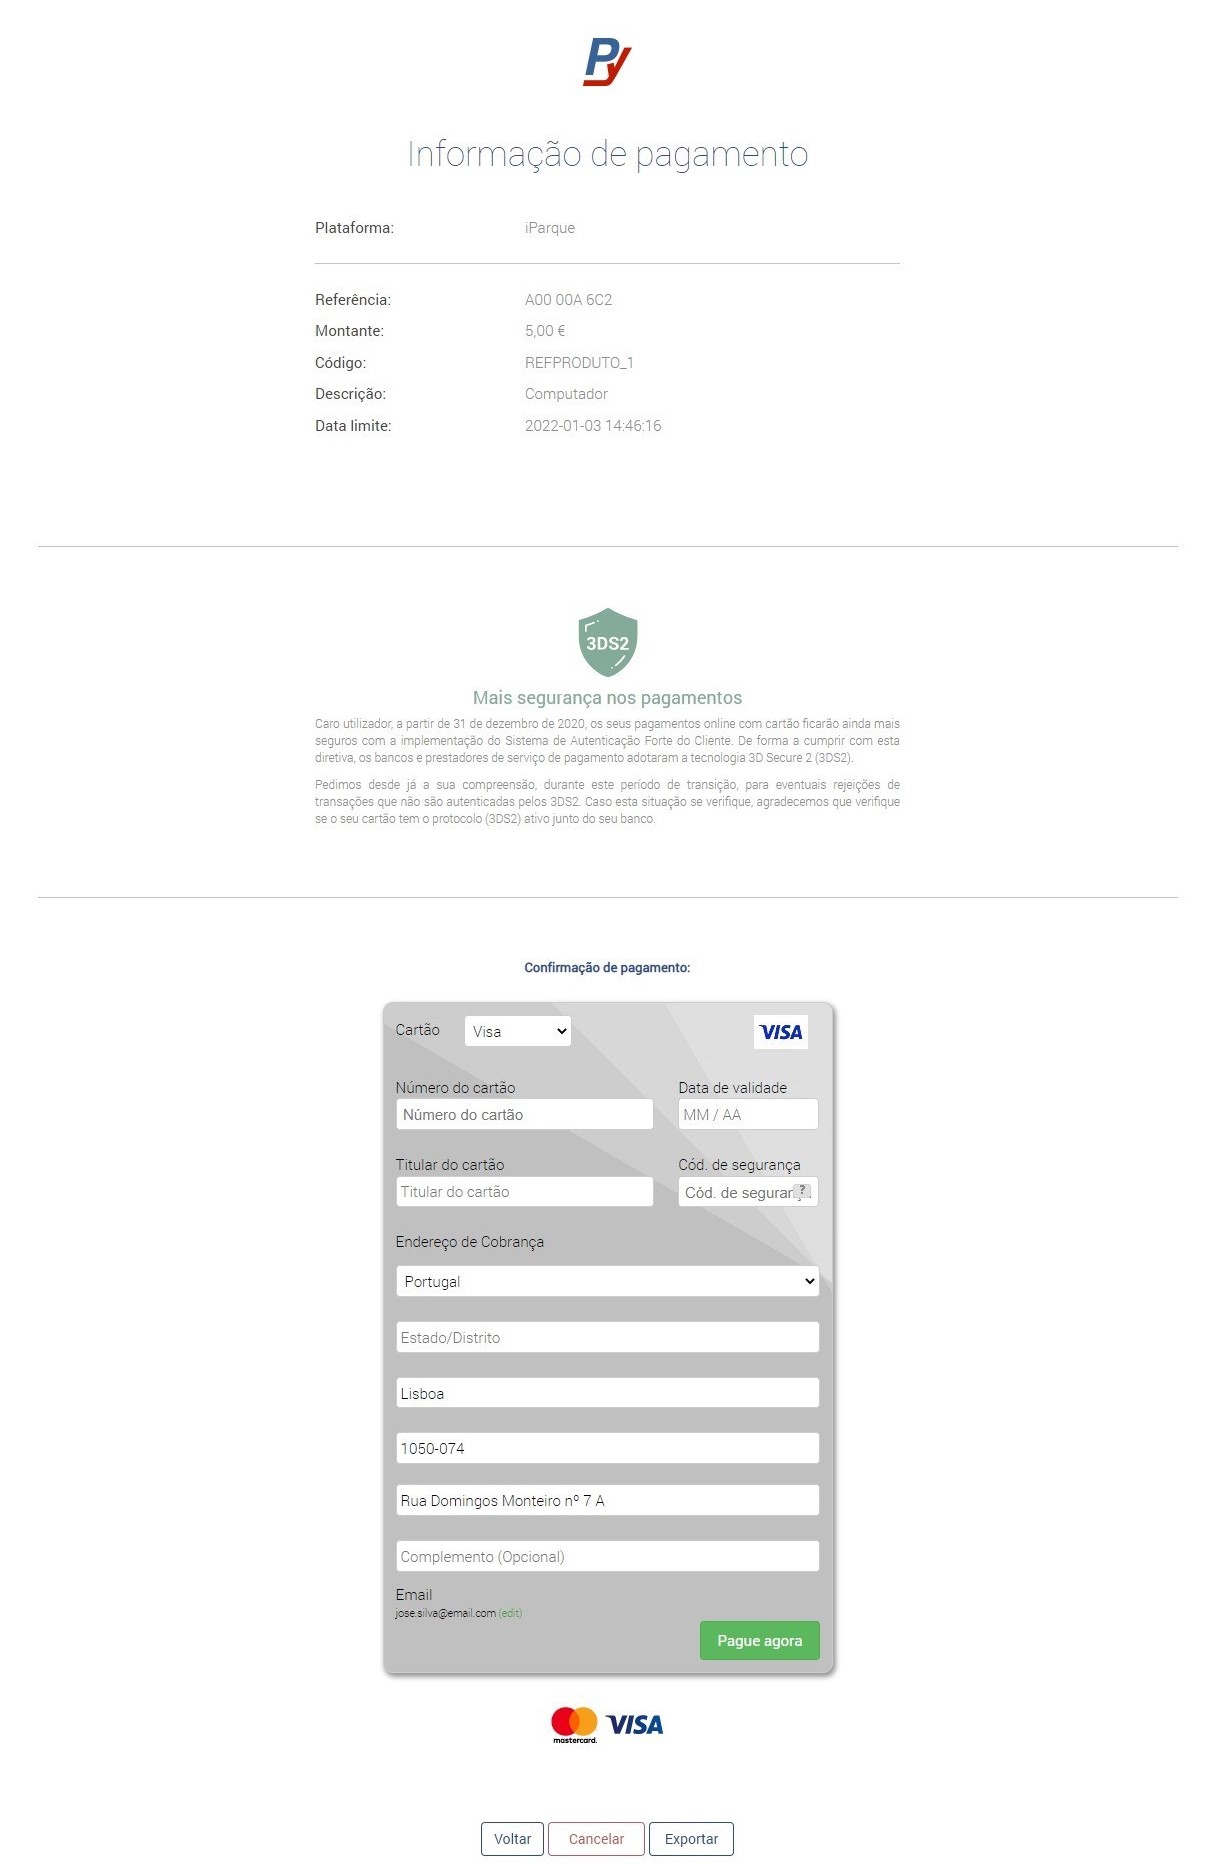 Py
Informação de pagamento
Plataforma: iParque
Referência: A00 00A 6C2
Montante: 5,00 €
Código: REFPRODUTO_1
Descrição: Computador
Data limite: 2022-01-03 14:46:16
3DS2
Mais segurança nos pagamentos
Caro utilizador, a partir de 31 de dezembro de 2020, os seus pagamentos online com cartão ficarão ainda mais
seguros com a implementação do Sistema de Autenticação Forte do Cliente. De forma a cumprir com esta
diretiva, os bancos e prestadores de serviço de pagamento adotaram a tecnologia 3D Secure 2 (3DS2).
Pedimos desde já a sua compreensão, durante este período de transição, para eventuais rejeições de
transações que não são autenticadas pelos 3DS2. Caso esta situação se verifique, agradecemos que verifique
se o seu cartão tem o protocolo (3DS2) ativo junto do seu banco.
Confirmação de pagamento:
Cartão Visa VISA
Número do cartão Data de validade
Número do cartão MM / AA
Titular do cartão Cód. de segurança
Titular do cartão Cód. de seguranç ?
Endereço de Cobrança
Portugal
Estado/Distrito
Lisboa
1050-074
Rua Domingos Monteiro nº 7 A
Complemento (Opcional)
Email
jose.silva@email.com (edit)
Pague agora
mastercard. VISA
Voltar Cancelar Exportar